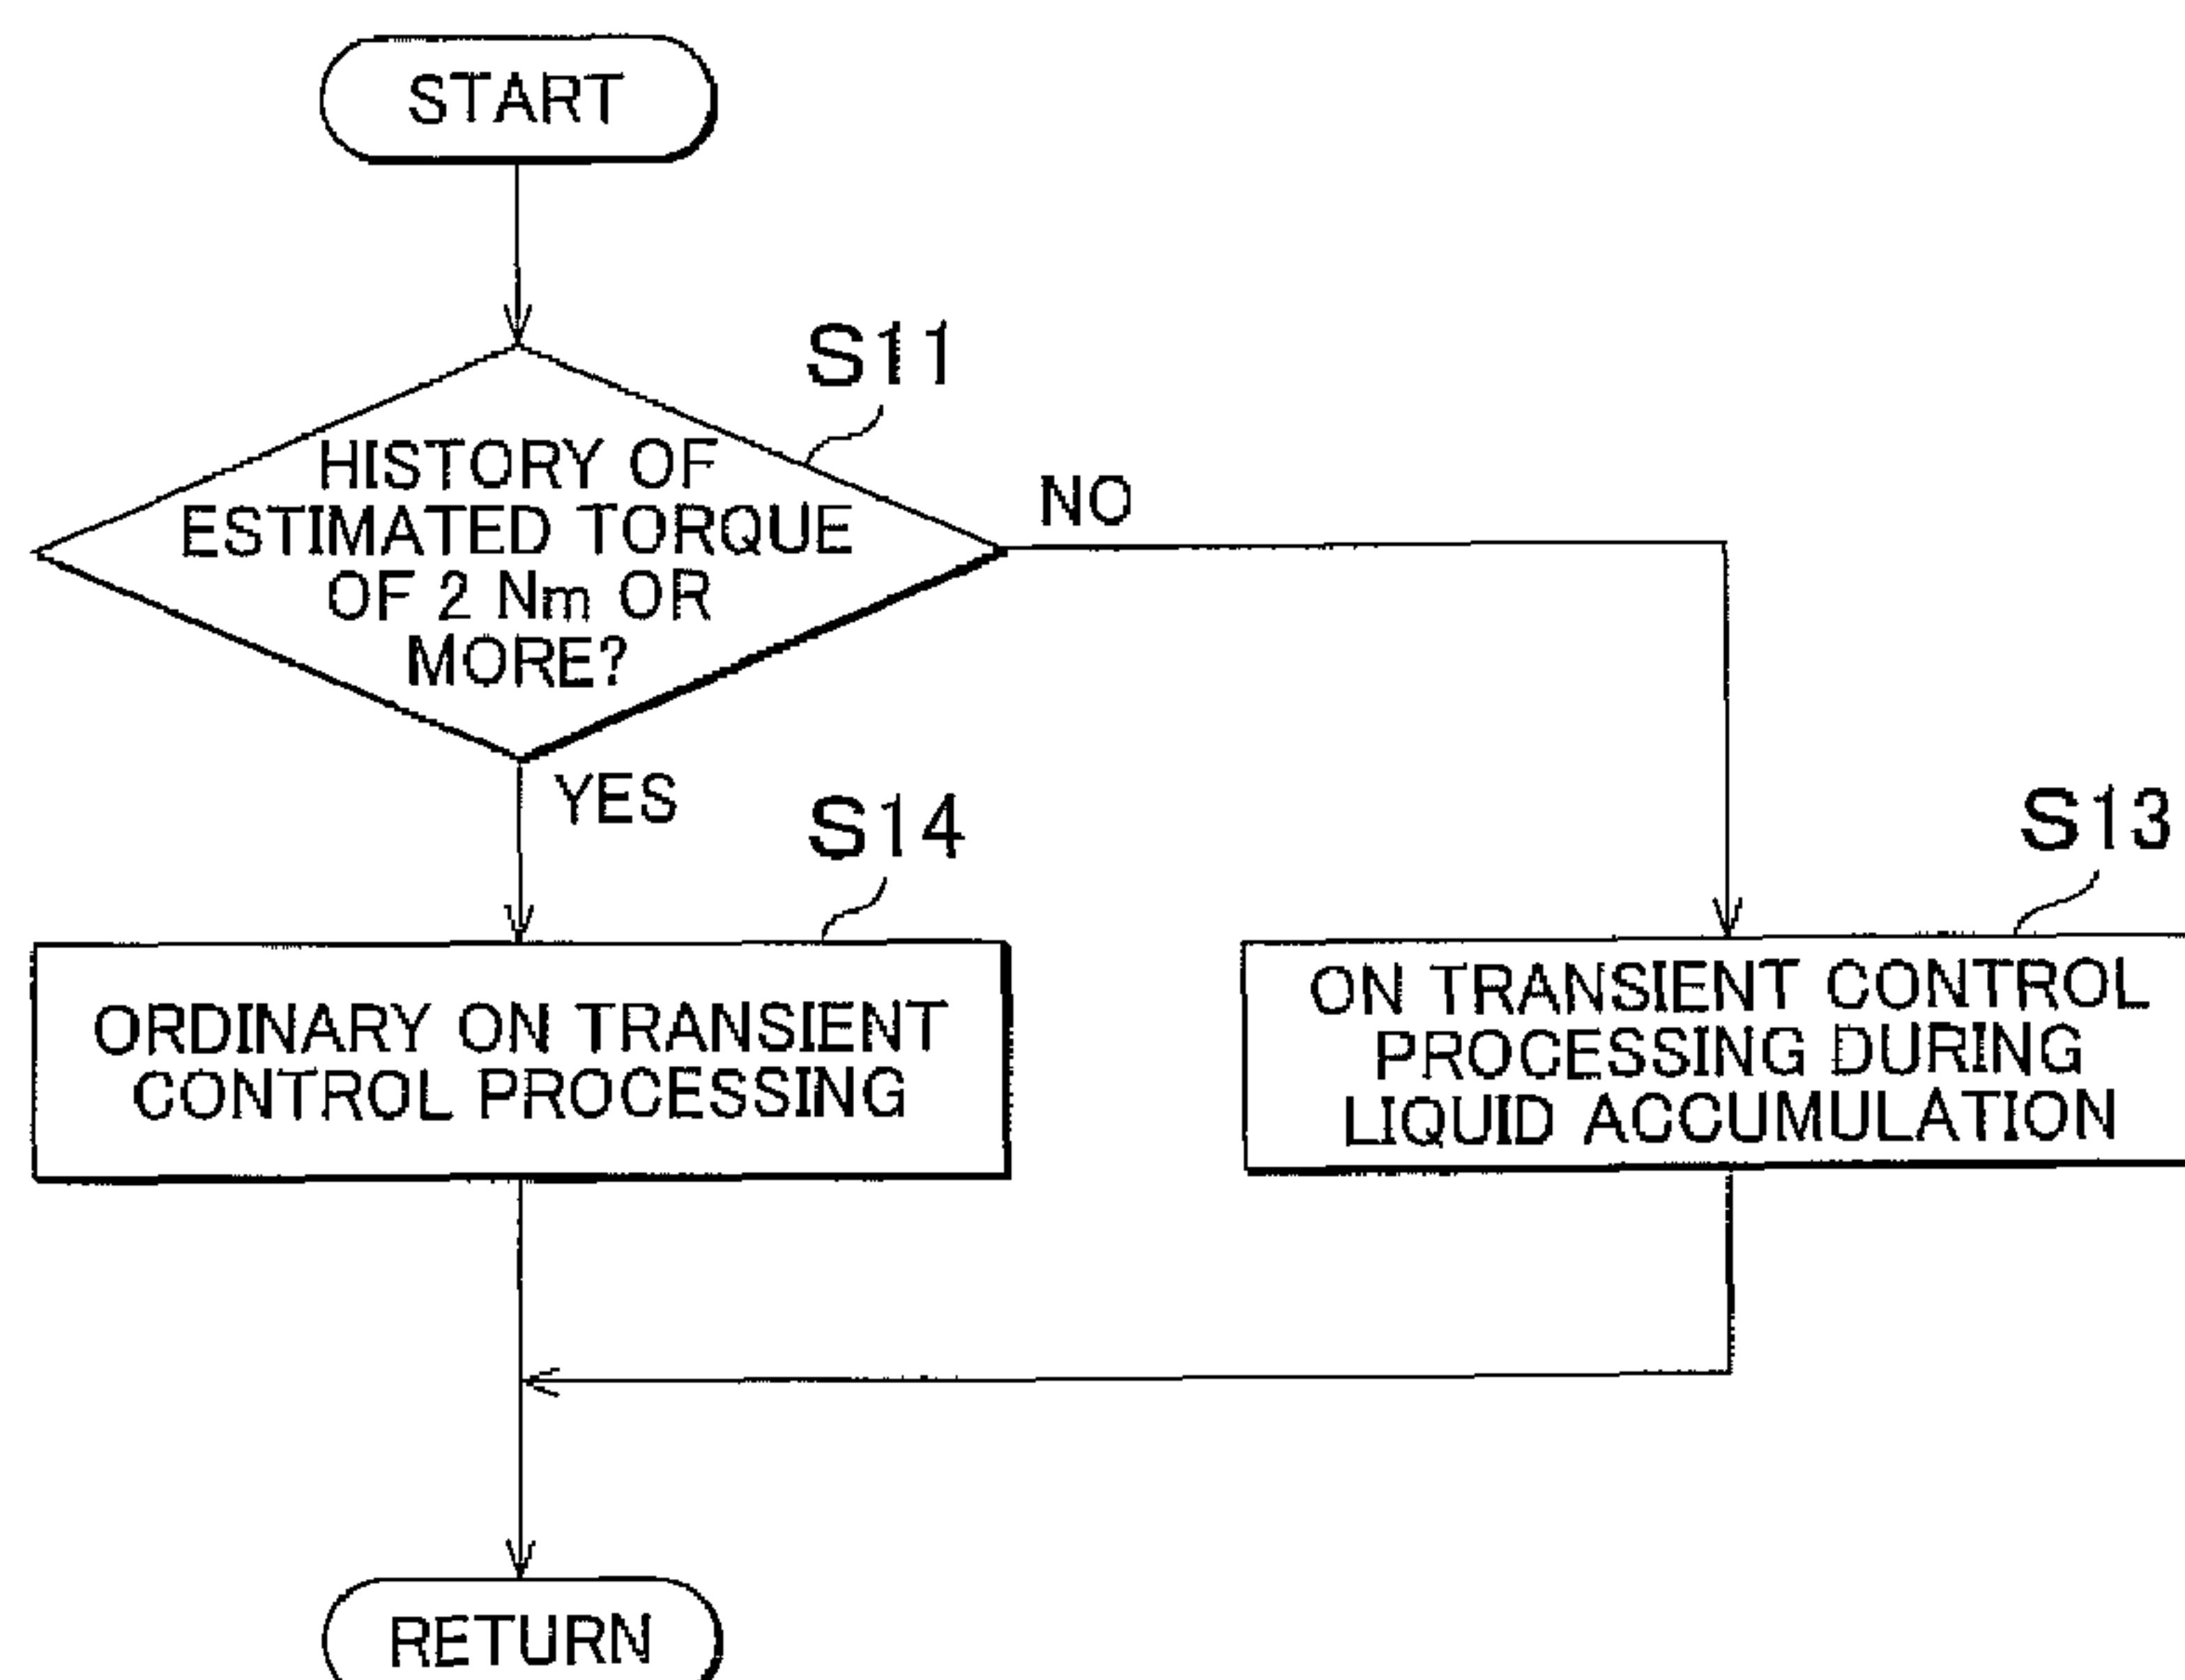 START
S11
HISTORY OF
ESTIMATED TORQUE
OF 2 Nm OR
MORE?
NO
YES
S14
S13
ORDINARY ON TRANSIENT
CONTROL PROCESSING
ON TRANSIENT CONTROL
PROCESSING DURING
LIQUID ACCUMULATION
RETURN